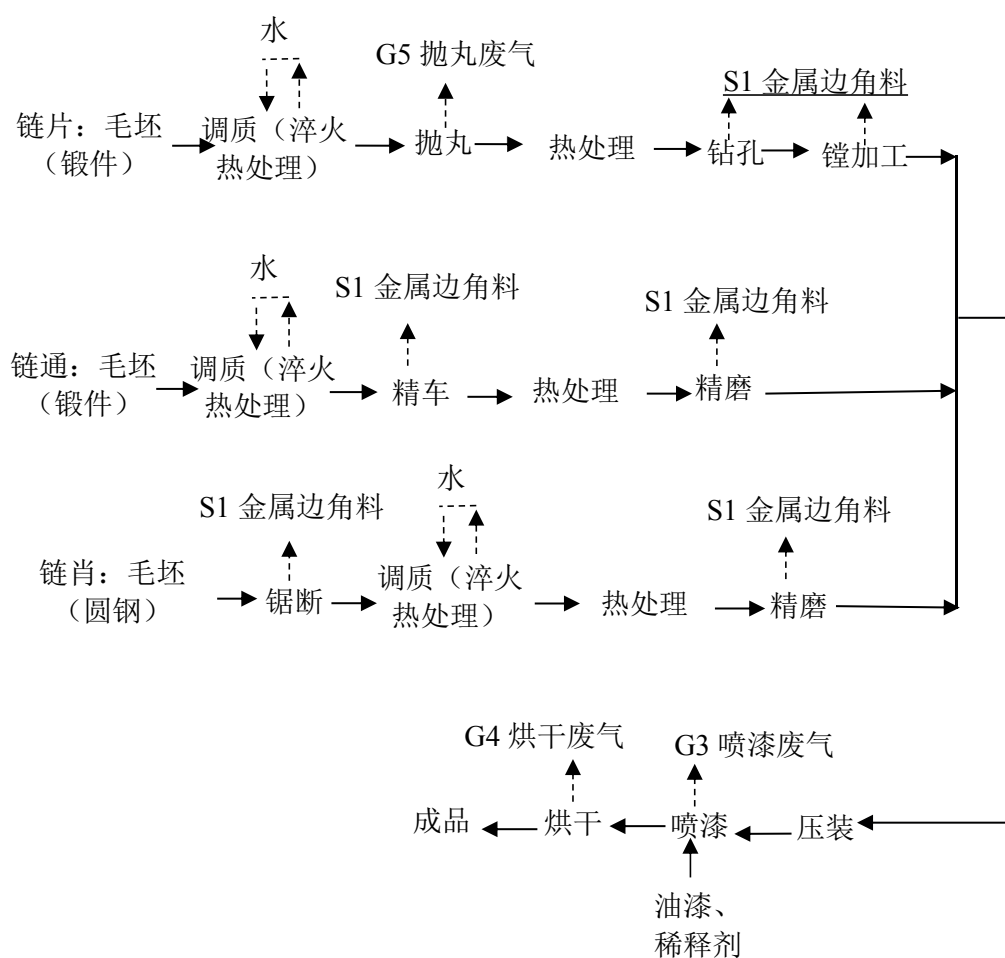 水
G5 抛丸废气
S1 金属边角料
链片：毛坯
（锻件）
调质（淬火
热处理）
抛丸
热处理
钻孔
镗加工
水
S1 金属边角料
S1 金属边角料
链通：毛坯
（锻件）
调质（淬火
热处理）
精车
热处理
精磨
水
S1 金属边角料
S1 金属边角料
链肖：毛坯
（圆钢）
锯断
调质（淬火
热处理）
热处理
精磨
G4 烘干废气
G3 喷漆废气
成品
烘干
喷漆
压装
油漆、
稀释剂